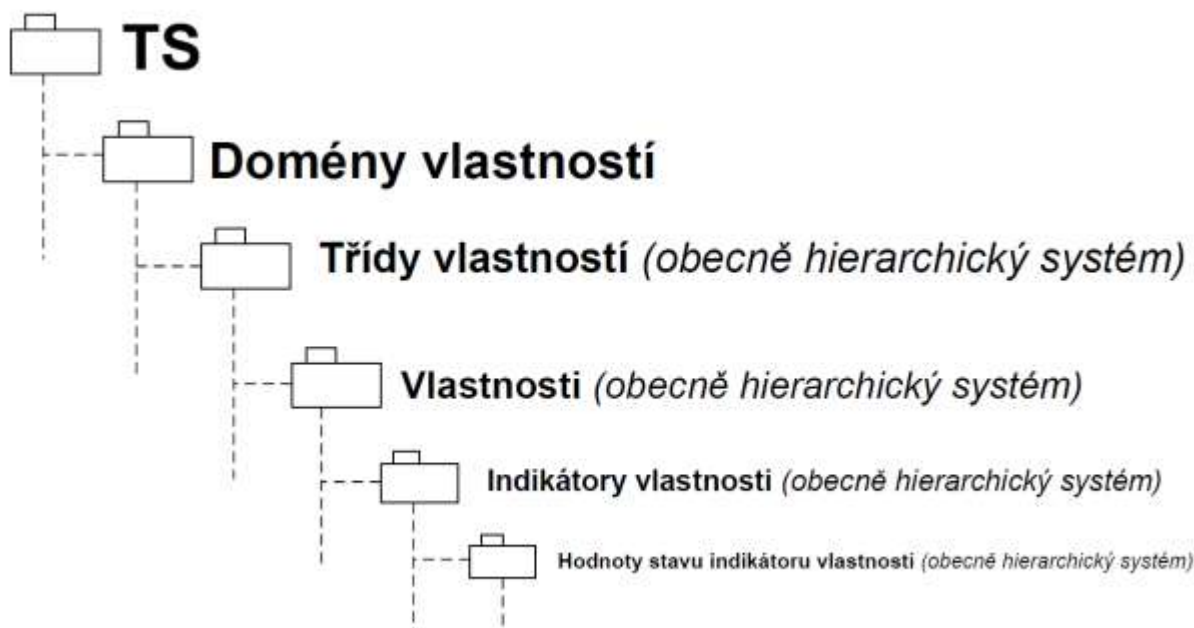 TS
Domény vlastností
Třídy vlastností (obecně hierarchický systém)
Vlastnosti (obecně hierarchický systém)
Indikátory vlastnosti (obecně hierarchický systém)
Hodnoty stavu indikátoru vlastnosti (obecně hierarchický systém)